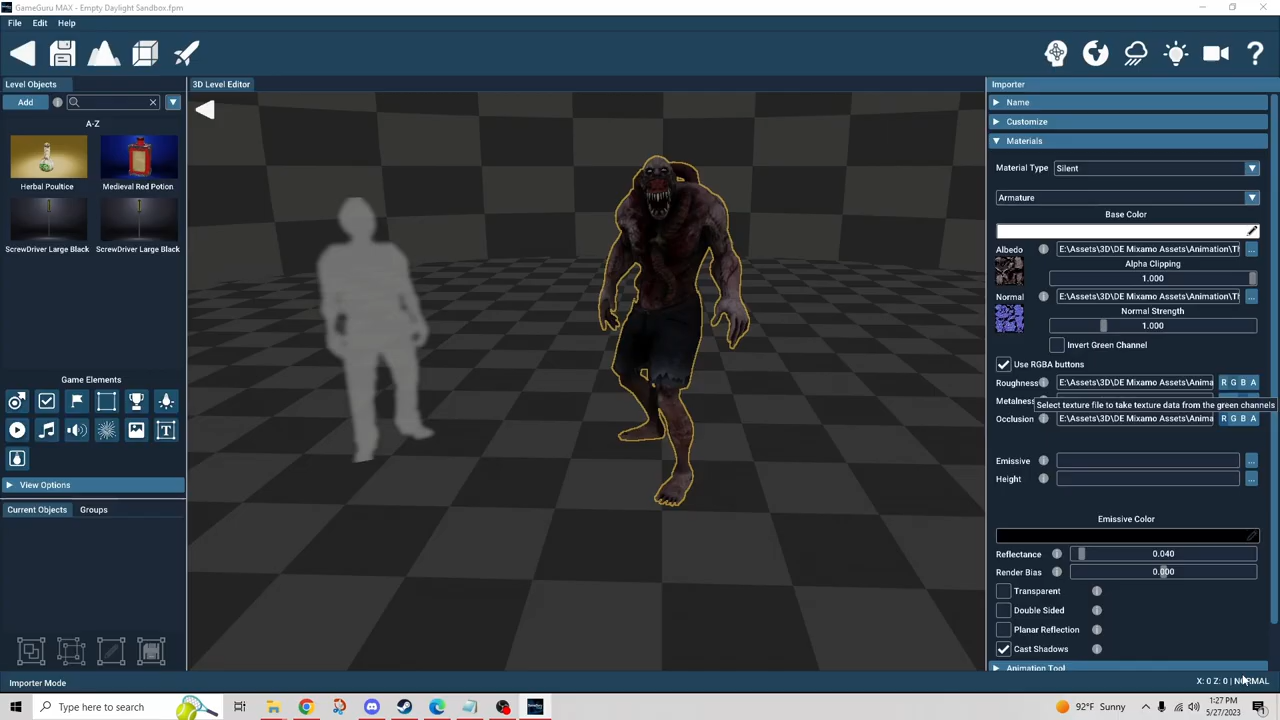 GameGuru MAX - Empty Daylight Sandbox.fpm
File Edit Help
Level Objects
Add
A-Z
Herbal Poultice Medieval Red Potion
ScrewDriver Large Black ScrewDriver Large Black
Game Elements
View Options
Current Objects Groups
Importer Mode
3D Level Editor
Importer
Name
Customize
Materials
Material Type Silent
Armature
Base Color
Albedo E:\Assets\3D\DE Mixamo Assets\Animation\T
Alpha Clipping
1.000
Normal E:\Assets\3D\DE Mixamo Assets\Animation\T
Normal Strength
1.000
Invert Green Channel
Use RGBA buttons
Roughness E:\Assets\3D\DE Mixamo Assets\Anima R G B A
Metalness
Select texture file to take texture data from the green channels
Occlusion E:\Assets\3D\DE Mixamo Assets\Anima R G B A
Emissive ...
Height ...
Emissive Color
Reflectance 0.040
Render Bias 0.000
Transparent
Double Sided
Planar Reflection
Cast Shadows
Animation Tool
X: 0 Z: 0 | NORMAL
Type here to search
92°F Sunny
1:27 PM
5/27/2023